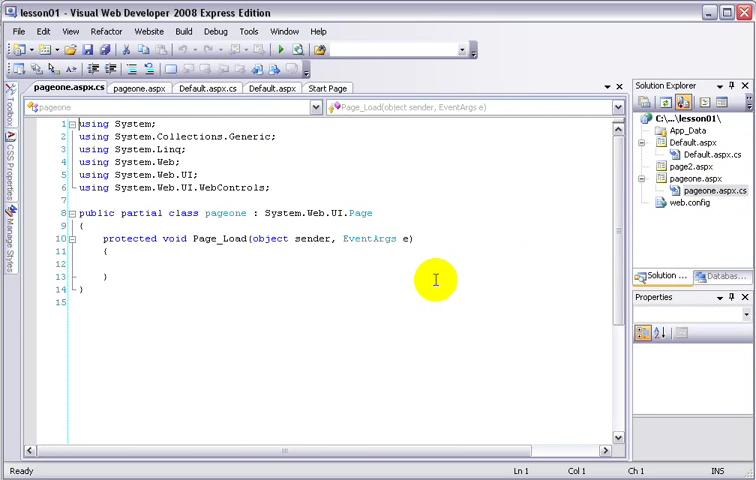 lesson01 - Visual Web Developer 2008 Express Edition
File Edit View Refactor Website Build Debug Tools Window Help
pageone.aspx.cs pageone.aspx Default.aspx.cs Default.aspx Start Page
pageone
Page_Load(object sender, EventArgs e)
1 using System;
2 using System.Collections.Generic;
3 using System.Linq;
4 using System.Web;
5 using System.Web.UI;
6 using System.Web.UI.WebControls;
7
8 public partial class pageone : System.Web.UI.Page
9 {
10 protected void Page_Load(object sender, EventArgs e)
11 {
12
13 }
14 }
15
Toolbox
CSS Properties
Manage Styles
Solution Explorer
C:\...\lesson01\
App_Data
Default.aspx
Default.aspx.cs
page2.aspx
pageone.aspx
pageone.aspx.cs
web.config
Solution ... Databas...
Properties
Ready Ln 1 Col 1 Ch 1 INS